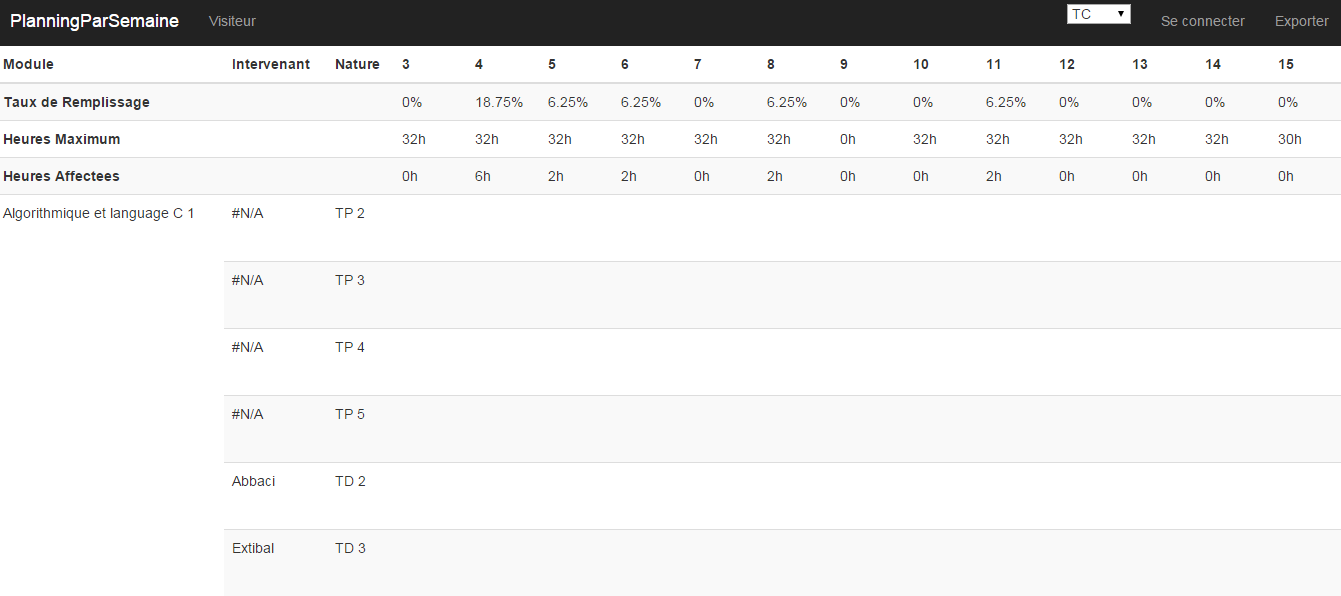 PlanningParSemaine Visiteur TC Se connecter Exporter
Module Intervenant Nature 3 4 5 6 7 8 9 10 11 12 13 14 15
Taux de Remplissage 0% 18.75% 6.25% 6.25% 0% 6.25% 0% 0% 6.25% 0% 0% 0% 0%
Heures Maximum 32h 32h 32h 32h 32h 32h 0h 32h 32h 32h 32h 32h 30h
Heures Affectees 0h 6h 2h 2h 0h 2h 0h 0h 2h 0h 0h 0h 0h
Algorithmique et language C 1 #N/A TP 2
#N/A TP 3
#N/A TP 4
#N/A TP 5
Abbaci TD 2
Extibal TD 3